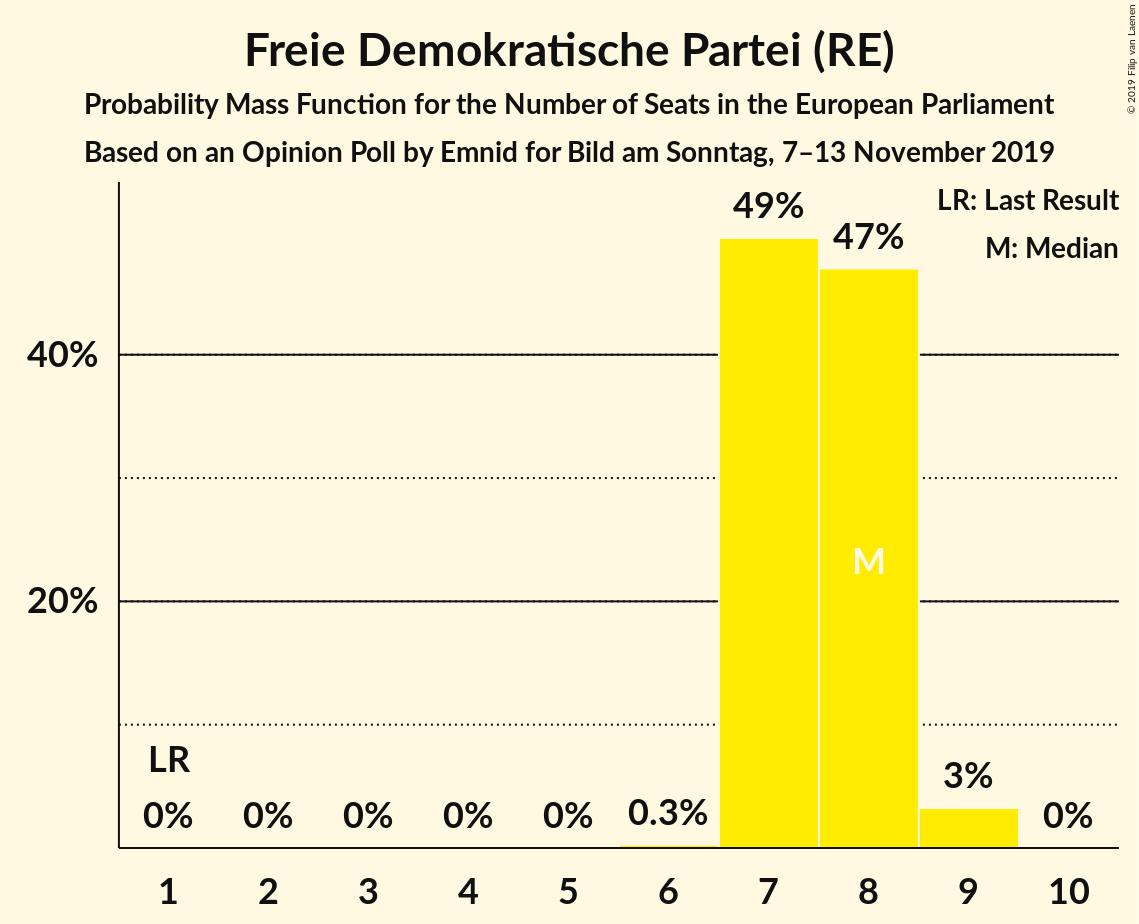 Freie Demokratische Partei (RE)
Probability Mass Function for the Number of Seats in the European Parliament
Based on an Opinion Poll by Emnid for Bild am Sonntag, 7–13 November 2019
© 2019 Filip van Laenen
LR: Last Result
M: Median
49%
47%
40%
M
20%
LR
3%
0% 0% 0% 0% 0% 0.3% 0%
1 2 3 4 5 6 7 8 9 10